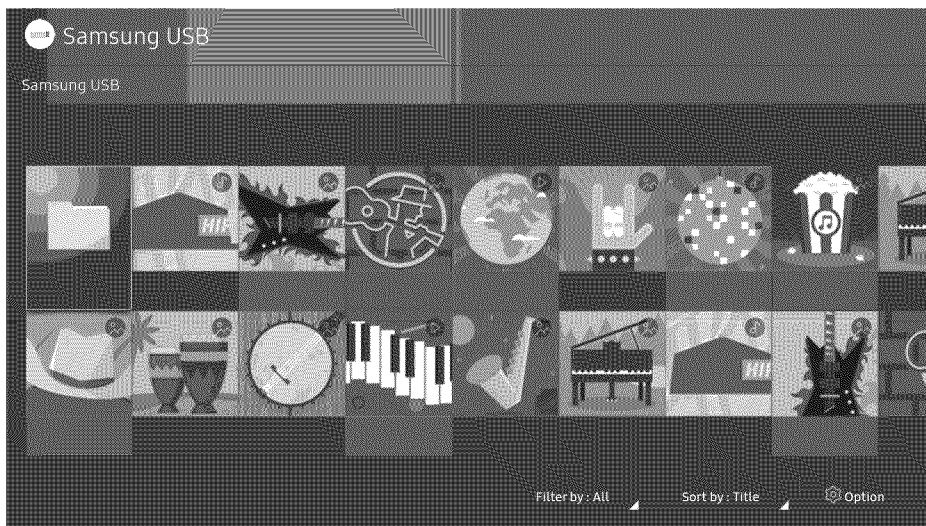 Samsung USB
Samsung USB
Filter by : All
Sort by : Title
Option